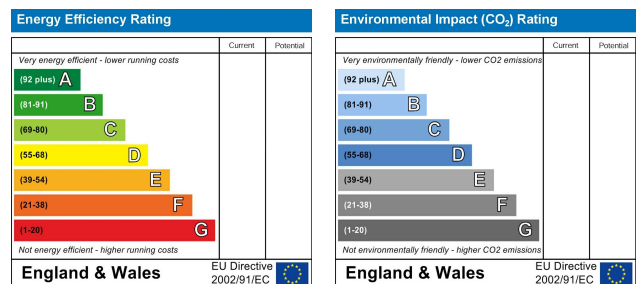 Energy Efficiency Rating
Current Potential
Very energy efficient - lower running costs
(92 plus) A
(81-91) B
(69-80) C
(55-68) D
(39-54) E
(21-38) F
(1-20) G
Not energy efficient - higher running costs
England & Wales
EU Directive
2002/91/EC
Environmental Impact (CO₂) Rating
Current Potential
Very environmentally friendly - lower CO2 emissions
(92 plus) A
(81-91) B
(69-80) C
(55-68) D
(39-54) E
(21-38) F
(1-20) G
Not environmentally friendly - higher CO2 emissions
England & Wales
EU Directive
2002/91/EC